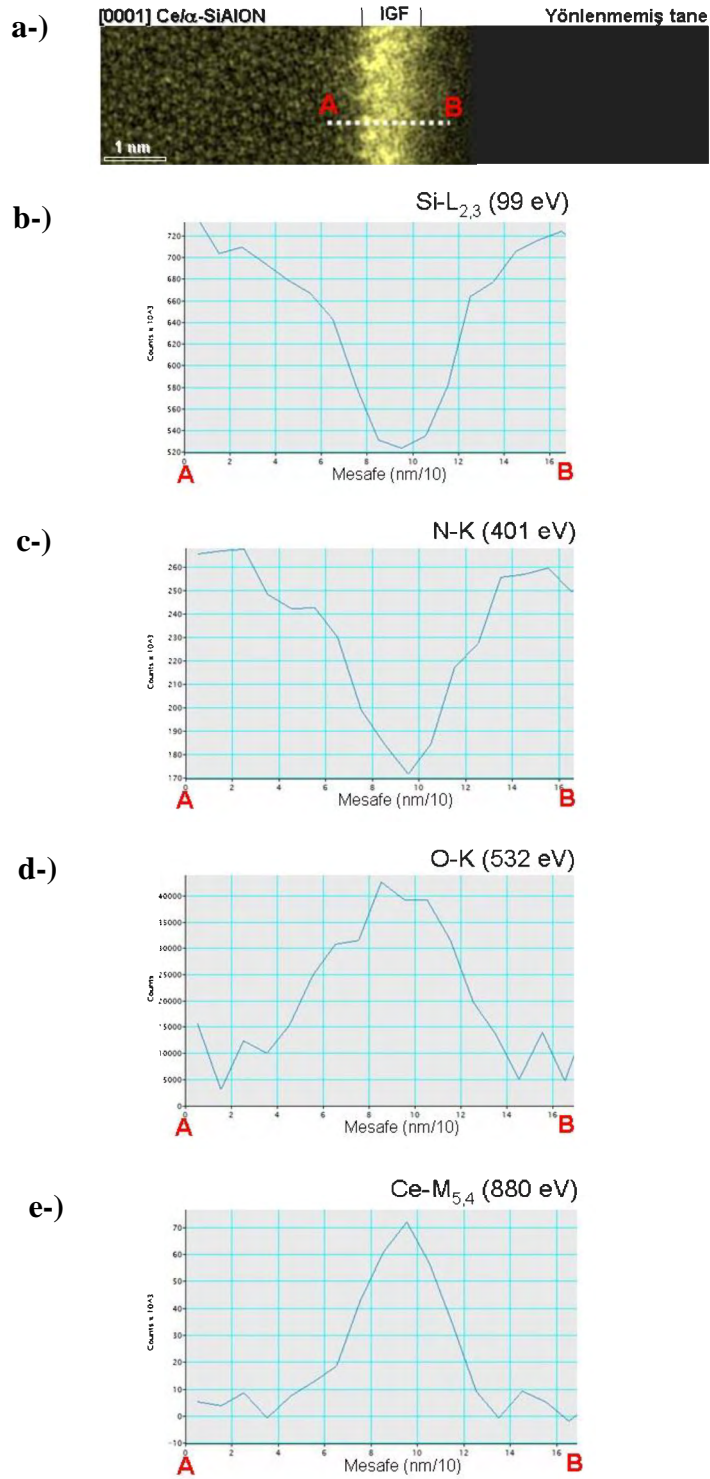 a-)
[0001] Ce/α-SiAlON
IGF
Yönlenmemiş tane
A
B
1 nm
b-)
Si-L2,3 (99 eV)
Counts x 10^3
720
700
680
660
640
620
600
580
560
540
520
0 2 4 6 8 10 12 14 16
A
Mesafe (nm/10)
B
c-)
N-K (401 eV)
Counts x 10^3
260
250
240
230
220
210
200
190
180
170
0 2 4 6 8 10 12 14 16
A
Mesafe (nm/10)
B
d-)
O-K (532 eV)
Counts
40000
35000
30000
25000
20000
15000
10000
5000
0
0 2 4 6 8 10 12 14 16
A
Mesafe (nm/10)
B
e-)
Ce-M5,4 (880 eV)
Counts x 10^3
70
60
50
40
30
20
10
0
-10
0 2 4 6 8 10 12 14 16
A
Mesafe (nm/10)
B